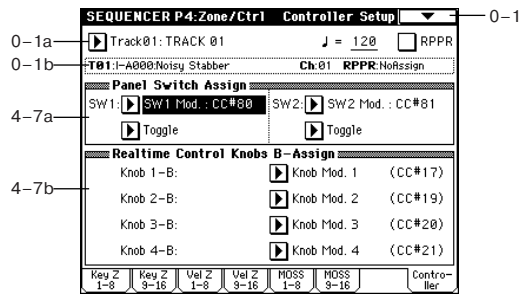 SEQUENCER P4:Zone/Ctrl Controller Setup
0-1
0-1a
Track01: TRACK 01 ♩ = 120 RPPR
0-1b
T01:I-A000:Noisy Stabber Ch:01 RPPR:NoAssign
Panel Switch Assign
4-7a
SW1: SW1 Mod. : CC#80 SW2: SW2 Mod. : CC#81
Toggle Toggle
Realtime Control Knobs B-Assign
4-7b
Knob 1-B: Knob Mod. 1 (CC#17)
Knob 2-B: Knob Mod. 2 (CC#19)
Knob 3-B: Knob Mod. 3 (CC#20)
Knob 4-B: Knob Mod. 4 (CC#21)
Key Z 1-8 Key Z 9-16 Vel Z 1-8 Vel Z 9-16 MOSS 1-8 MOSS 9-16 Contro-ller